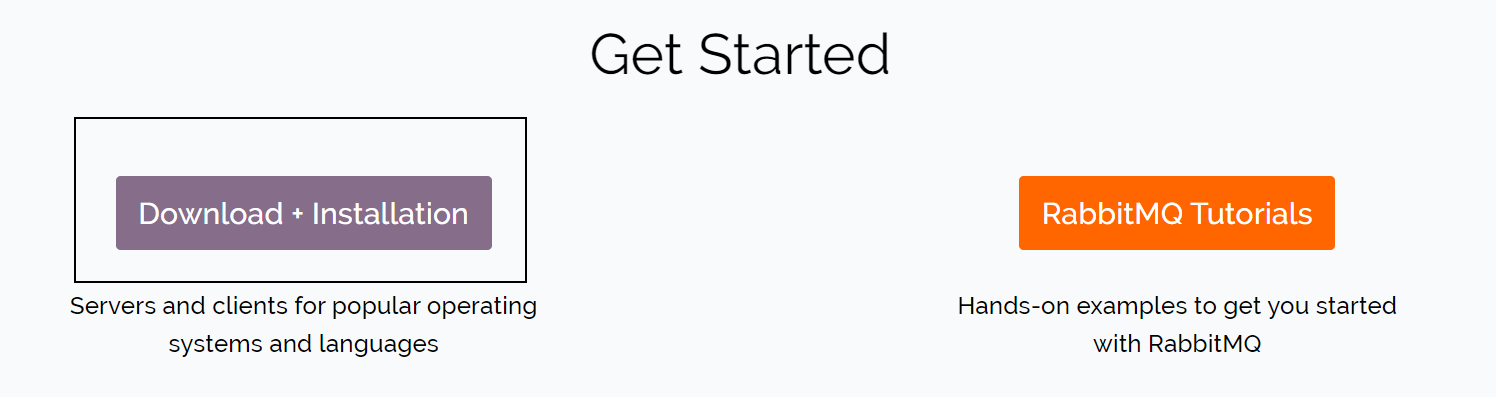 Get Started
Download + Installation
Servers and clients for popular operating
systems and languages
RabbitMQ Tutorials
Hands-on examples to get you started
with RabbitMQ